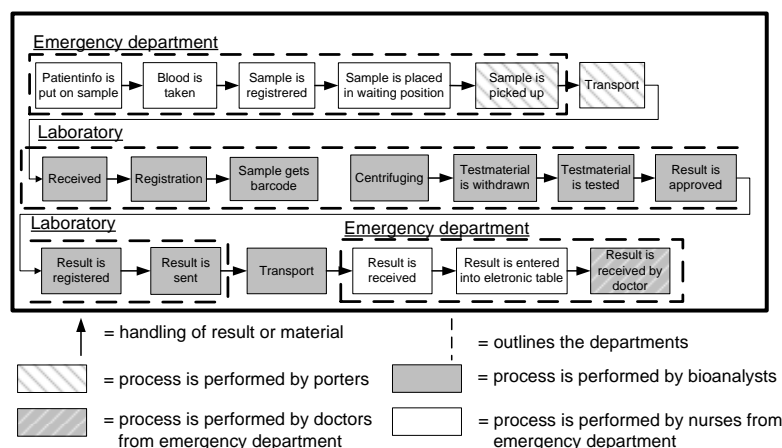 Emergency department
Patientinfo is
put on sample
Blood is
taken
Sample is
registrered
Sample is placed
in waiting position
Sample is
picked up
Transport
Laboratory
Received
Registration
Sample gets
barcode
Centrifuging
Testmaterial
is withdrawn
Testmaterial
is tested
Result is
approved
Laboratory
Emergency department
Result is
registered
Result is
sent
Transport
Result is
received
Result is entered
into eletronic table
Result is
received by
doctor
= handling of result or material
= outlines the departments
= process is performed by porters
= process is performed by bioanalysts
= process is performed by doctors
from emergency department
= process is performed by nurses from
emergency department